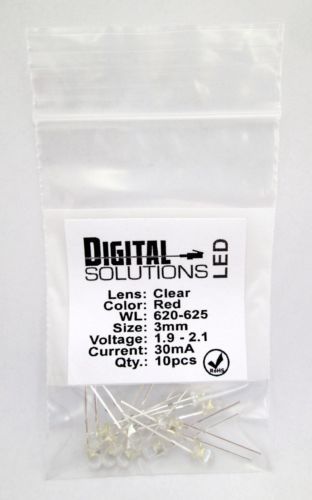 DIGITAL
SOLUTIONS
LED
Lens: Clear
Color: Red
WL: 620-625
Size: 3mm
Voltage: 1.9 - 2.1
Current: 30mA
Qty.: 10pcs
RoHS